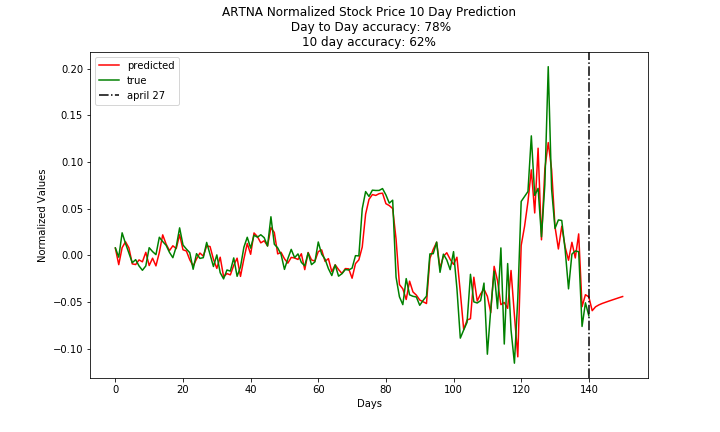 ARTNA Normalized Stock Price 10 Day Prediction
Day to Day accuracy: 78%
10 day accuracy: 62%
predicted
true
april 27
Normalized Values
0.20
0.15
0.10
0.05
0.00
−0.05
−0.10
0 20 40 60 80 100 120 140
Days